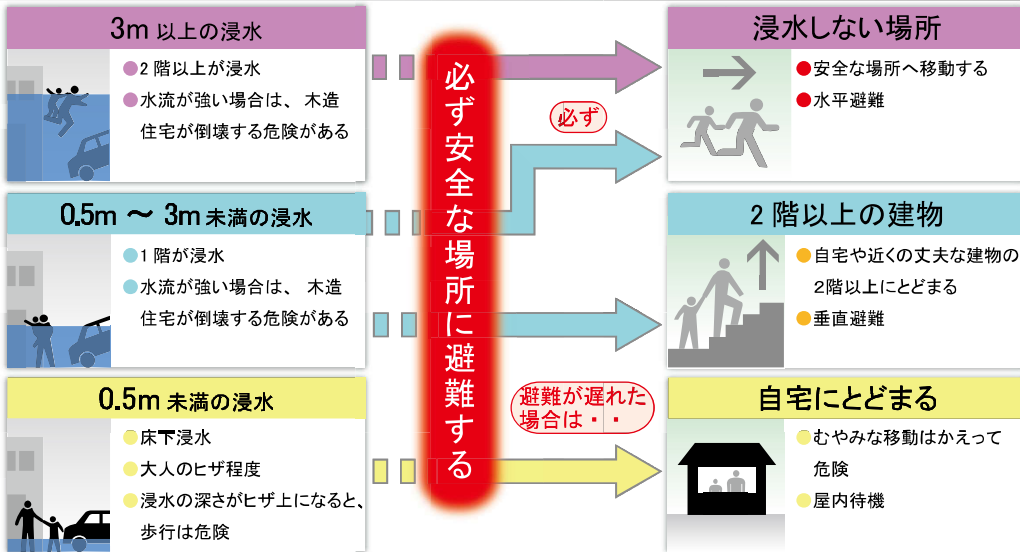 3m 以上の浸水
●2 階以上が浸水
●水流が強い場合は、 木造
住宅が倒壊する危険がある
0.5m ～ 3m 未満の浸水
●1 階が浸水
●水流が強い場合は、 木造
住宅が倒壊する危険がある
0.5m 未満の浸水
●床下浸水
●大人のヒザ程度
●浸水の深さがヒザ上になると、
歩行は危険
必ず安全な場所に避難する
必ず
避難が遅れた
場合は・・
浸水しない場所
●安全な場所へ移動する
●水平避難
2 階以上の建物
●自宅や近くの丈夫な建物の
2階以上にとどまる
●垂直避難
自宅にとどまる
●むやみな移動はかえって
危険
●屋内待機